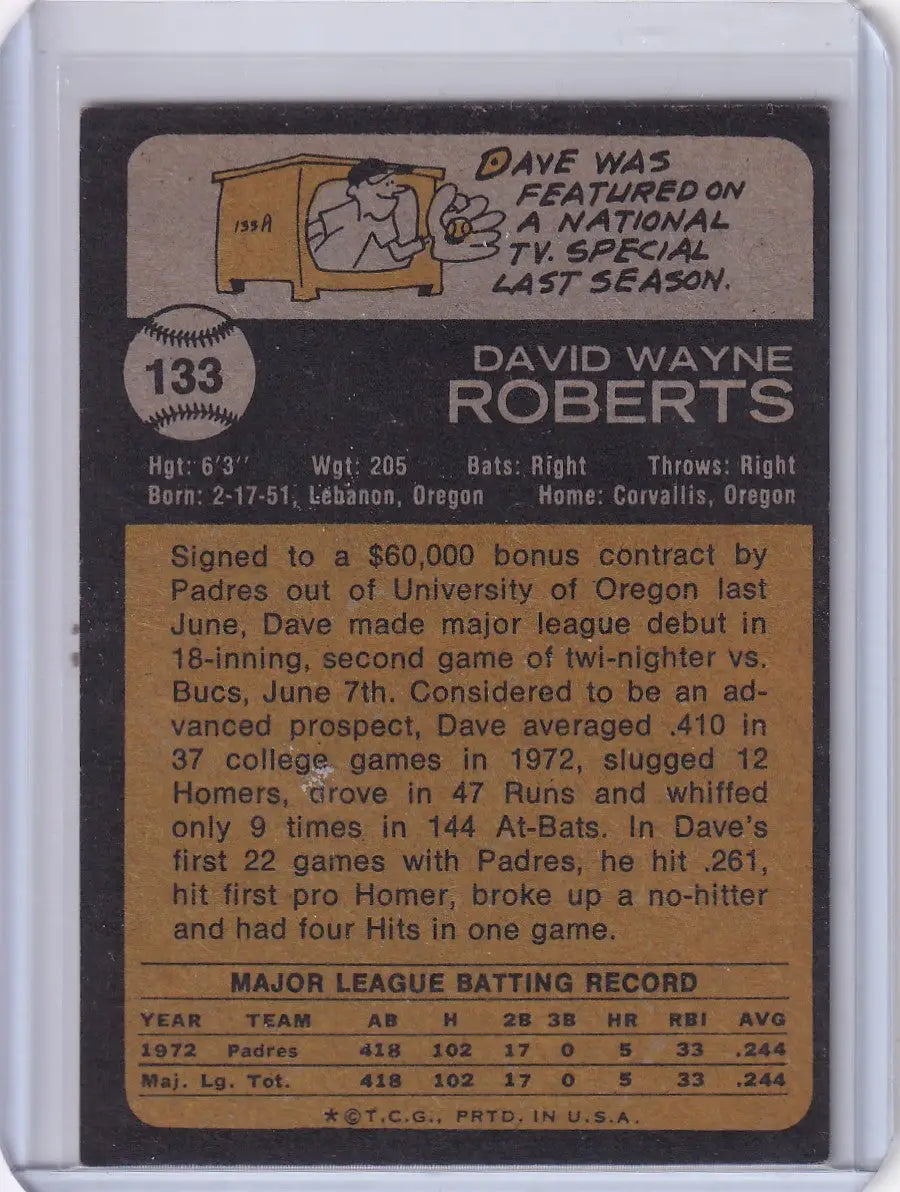 DAVE WAS
FEATURED ON
A NATIONAL
TV. SPECIAL
LAST SEASON.
133A
133
DAVID WAYNE
ROBERTS
Hgt: 6'3'' Wgt: 205 Bats: Right Throws: Right
Born: 2-17-51, Lebanon, Oregon Home: Corvallis, Oregon
Signed to a $60,000 bonus contract by
Padres out of University of Oregon last
June, Dave made major league debut in
18-inning, second game of twi-nighter vs.
Bucs, June 7th. Considered to be an ad-
vanced prospect, Dave averaged .410 in
37 college games in 1972, slugged 12
Homers, drove in 47 Runs and whiffed
only 9 times in 144 At-Bats. In Dave's
first 22 games with Padres, he hit .261,
hit first pro Homer, broke up a no-hitter
and had four Hits in one game.
MAJOR LEAGUE BATTING RECORD
YEAR TEAM AB H 2B 3B HR RBI AVG
1972 Padres 418 102 17 0 5 33 .244
Maj. Lg. Tot. 418 102 17 0 5 33 .244
*©T.C.G., PRTD. IN U.S.A.